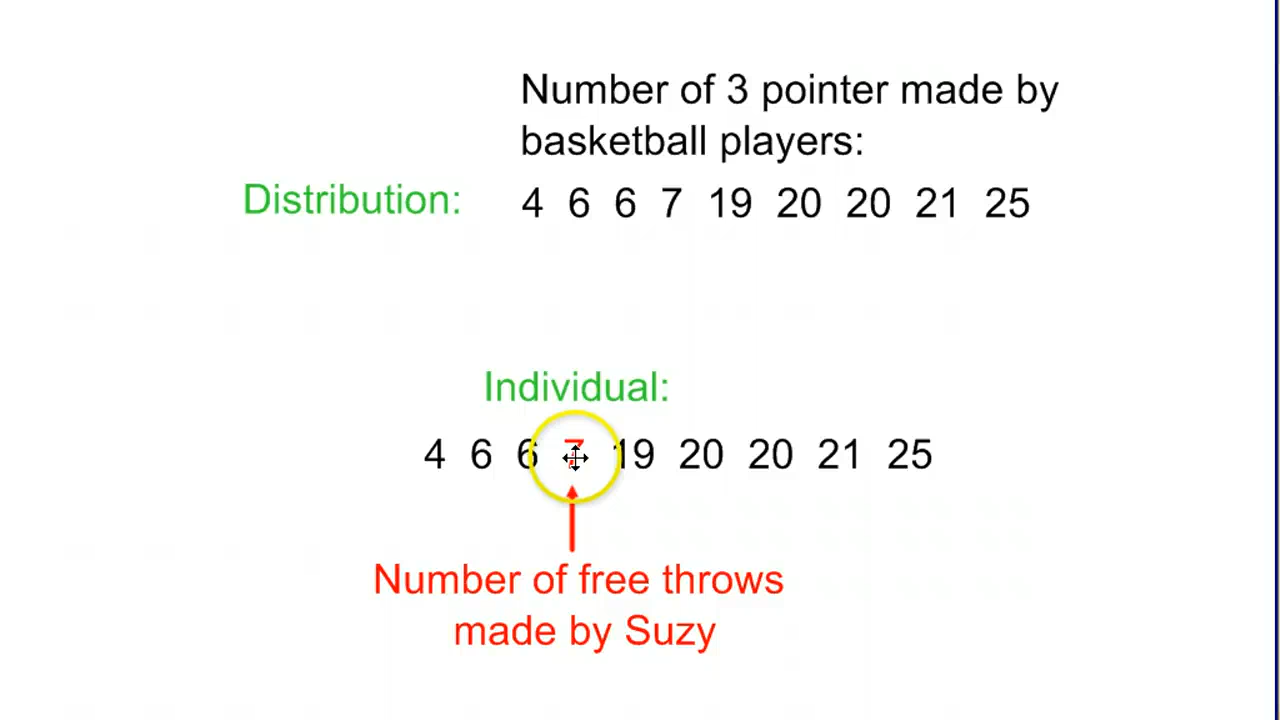 Number of 3 pointer made by
basketball players:
Distribution: 4 6 6 7 19 20 20 21 25
Individual:
4 6 6 7 19 20 20 21 25
Number of free throws
made by Suzy